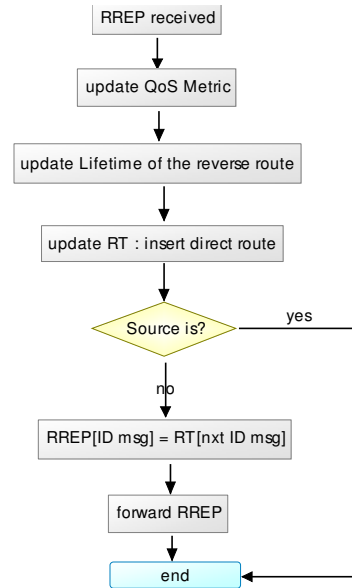 RREP received
update QoS Metric
update Lifetime of the reverse route
update RT : insert direct route
Source is?
yes
no
RREP[ID msg] = RT[nxt ID msg]
forward RREP
end